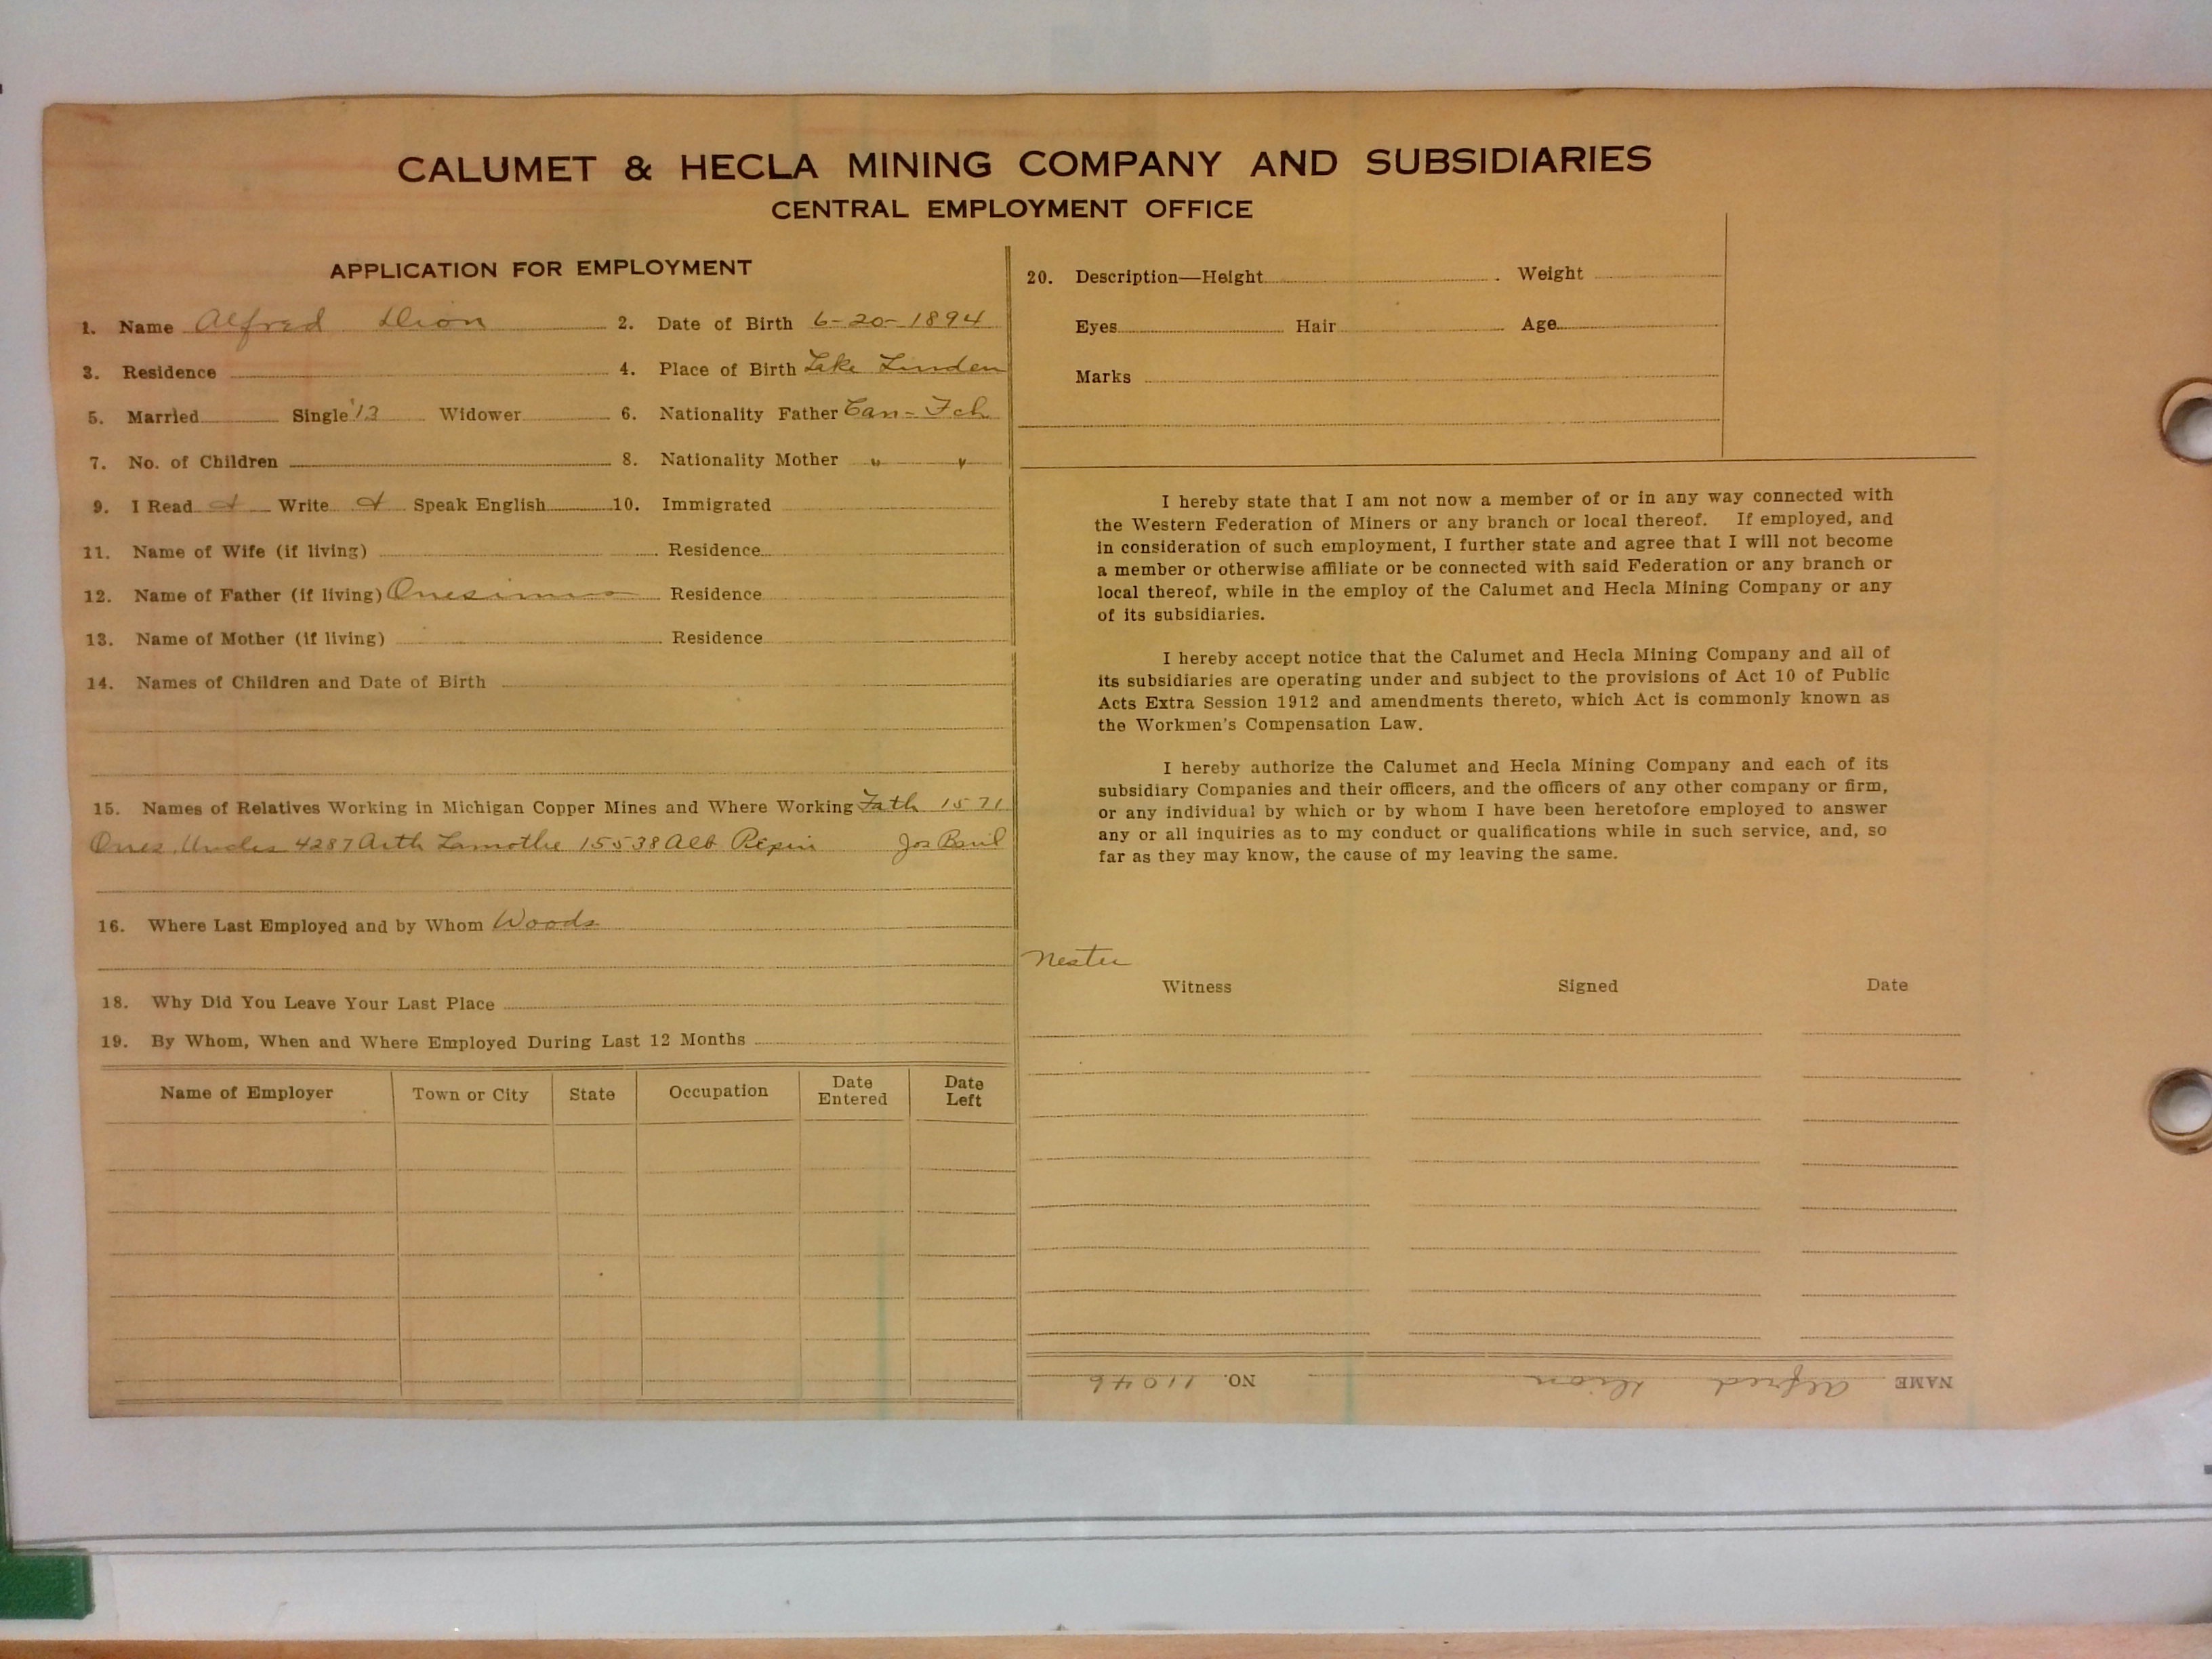 CALUMET & HECLA MINING COMPANY AND SUBSIDIARIES
CENTRAL EMPLOYMENT OFFICE
APPLICATION FOR EMPLOYMENT
1. Name Alfred Dion 2. Date of Birth 6-20-1894
3. Residence 4. Place of Birth Lake Linden
5. Married Single '13 Widower 6. Nationality Father Can-Fch
7. No. of Children 8. Nationality Mother " "
9. I Read Write Speak English 10. Immigrated
11. Name of Wife (if living) Residence
12. Name of Father (if living) Onesimus Residence
13. Name of Mother (if living) Residence
14. Names of Children and Date of Birth
15. Names of Relatives Working in Michigan Copper Mines and Where Working Fath 1571
Ones. Uncles 4287 Arth Lamothe 15538 Alb Pepin Jos
16. Where Last Employed and by Whom Woods
18. Why Did You Leave Your Last Place
19. By Whom, When and Where Employed During Last 12 Months
Name of Employer Town or City State Occupation Date Entered Date Left
20. Description—Height Weight
Eyes Hair Age
Marks
I hereby state that I am not now a member of or in any way connected with
the Western Federation of Miners or any branch or local thereof. If employed, and
in consideration of such employment, I further state and agree that I will not become
a member or otherwise affiliate or be connected with said Federation or any branch or
local thereof, while in the employ of the Calumet and Hecla Mining Company or any
of its subsidiaries.
I hereby accept notice that the Calumet and Hecla Mining Company and all of
its subsidiaries are operating under and subject to the provisions of Act 10 of Public
Acts Extra Session 1912 and amendments thereto, which Act is commonly known as
the Workmen's Compensation Law.
I hereby authorize the Calumet and Hecla Mining Company and each of its
subsidiary Companies and their officers, and the officers of any other company or firm,
or any individual by which or by whom I have been heretofore employed to answer
any or all inquiries as to my conduct or qualifications while in such service, and, so
far as they may know, the cause of my leaving the same.
Nester
Witness Signed Date
NAME Alfred Dion NO. 11046